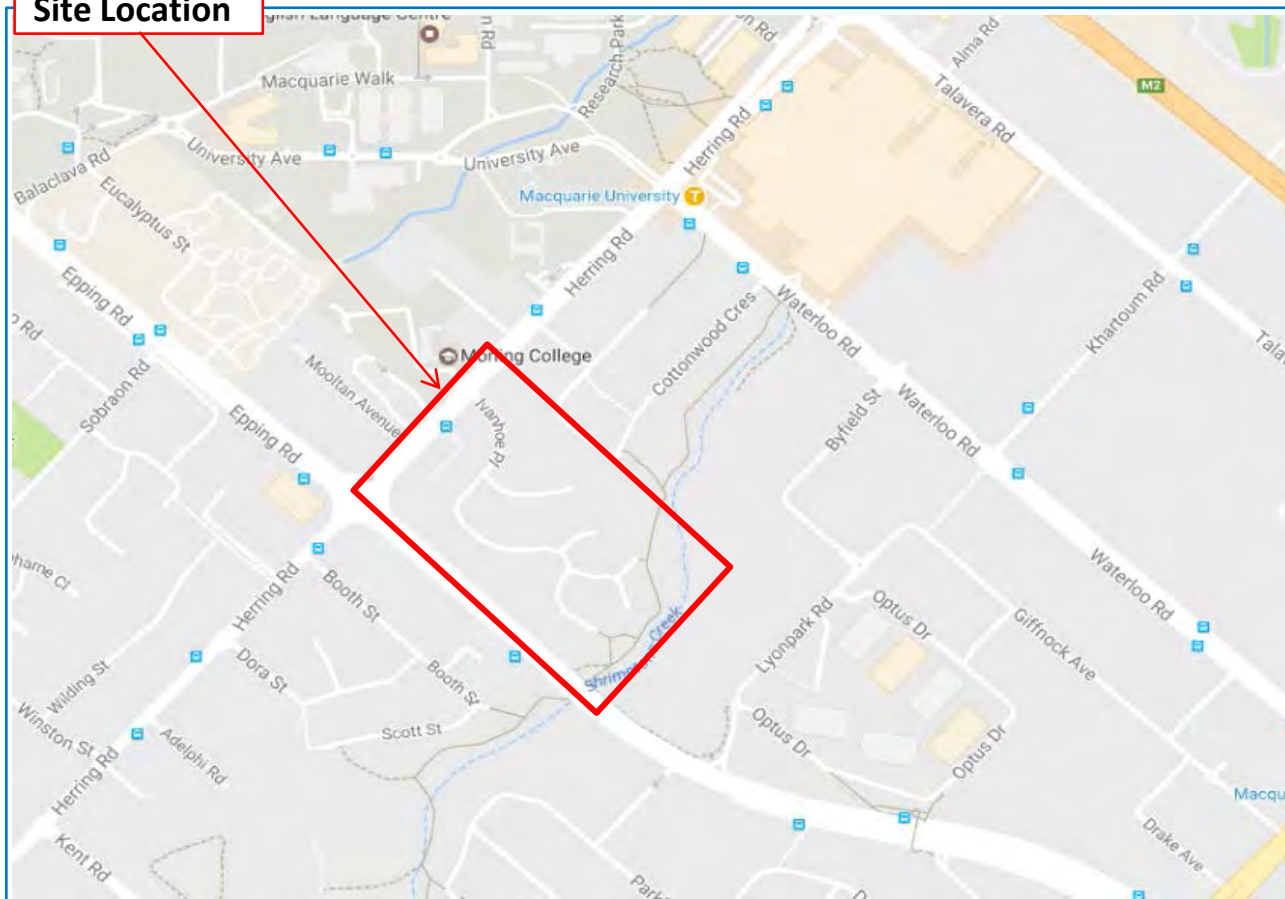 Site Location
English Language Centre
Macquarie Walk
Research Park
Alma Rd
M2
Talavera Rd
Herring Rd
University Ave
University Ave
Balaclava Rd
Macquarie University
T
Eucalyptus St
Herring Rd
Epping Rd
Waterloo Rd
Khartoum Rd
Cottonwood Cres
Morling College
Mooltan Avenue
Ivanhoe Pl
Sobraon Rd
Byfield St
Waterloo Rd
Epping Rd
Waterloo Rd
Herring Rd
Booth St
Optus Dr
Giffnock Ave
Lyonpark Rd
Creek
Dora St
Booth St
Wilding St
Scott St
Winston St
Adelphi Rd
Optus Dr
Optus Dr
Herring Rd
Drake Ave
Kent Rd